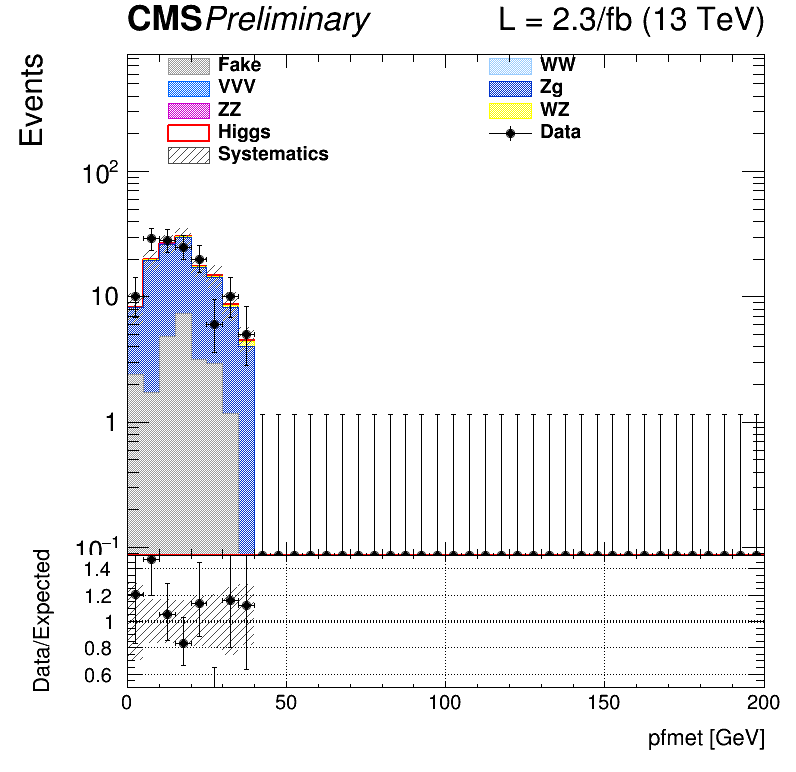 CMS Preliminary L = 2.3/fb (13 TeV)
Events
Fake WW
VVV Zg
ZZ WZ
Higgs Data
Systematics
10²
10
1
10⁻¹
Data/Expected
1.4
1.2
1
0.8
0.6
0 50 100 150 200
pfmet [GeV]